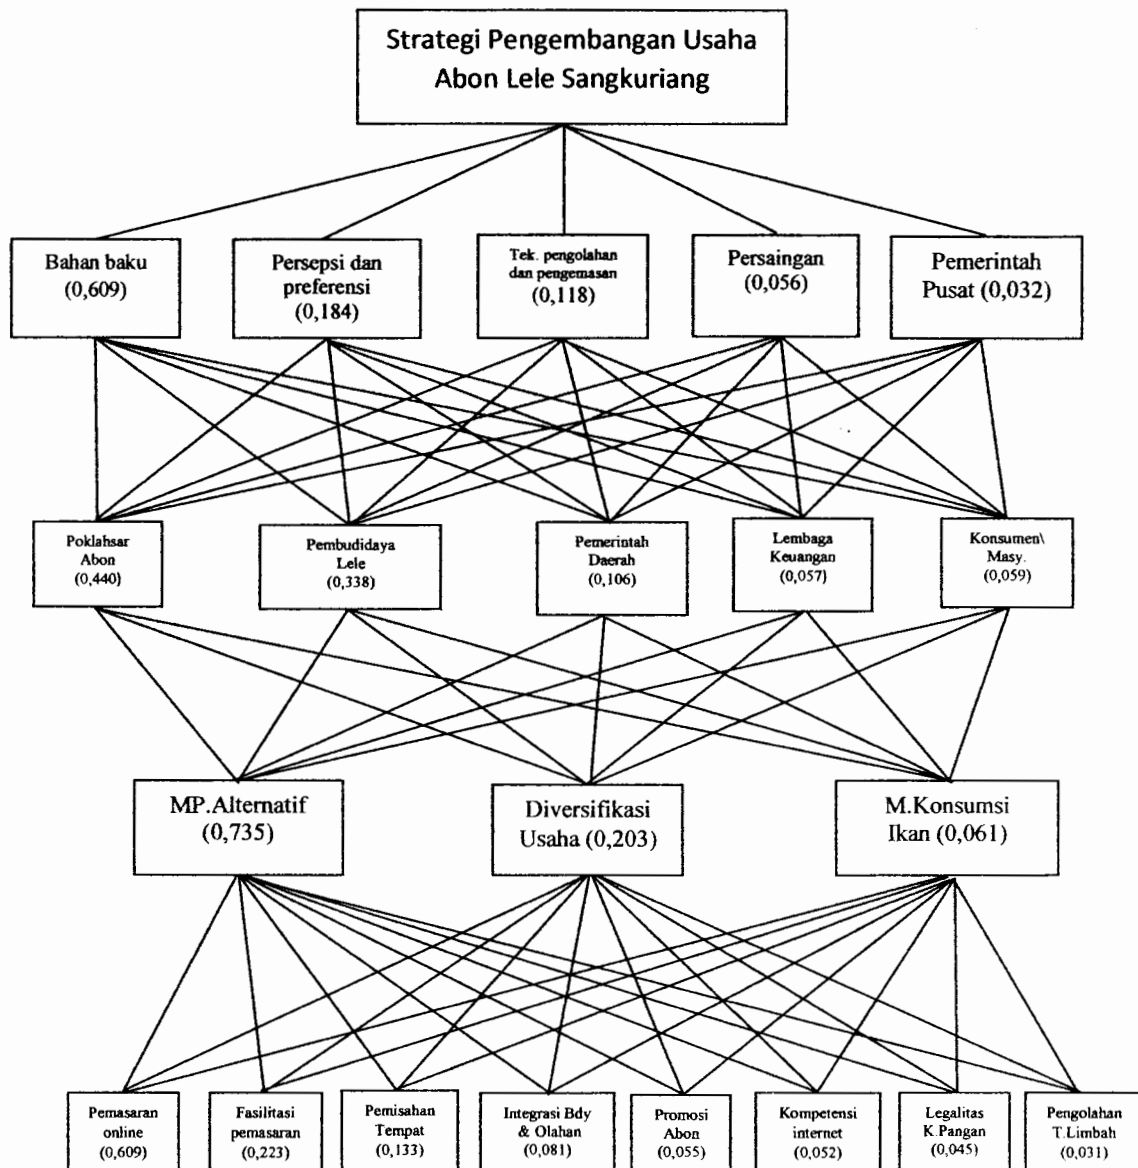 Strategi Pengembangan Usaha
Abon Lele Sangkuriang
Bahan baku
(0,609)
Persepsi dan
preferensi
(0,184)
Tek. pengolahan
dan pengemasan
(0,118)
Persaingan
(0,056)
Pemerintah
Pusat (0,032)
Poklahsar
Abon
(0,440)
Pembudidaya
Lele
(0,338)
Pemerintah
Daerah
(0,106)
Lembaga
Keuangan
(0,057)
Konsumen\
Masy.
(0,059)
MP.Alternatif
(0,735)
Diversifikasi
Usaha (0,203)
M.Konsumsi
Ikan (0,061)
Pemasaran
online
(0,609)
Fasilitasi
pemasaran
(0,223)
Pemisahan
Tempat
(0,133)
Integrasi Bdy
& Olahan
(0,081)
Promosi
Abon
(0,055)
Kompetensi
internet
(0,052)
Legalitas
K.Pangan
(0,045)
Pengolahan
T.Limbah
(0,031)